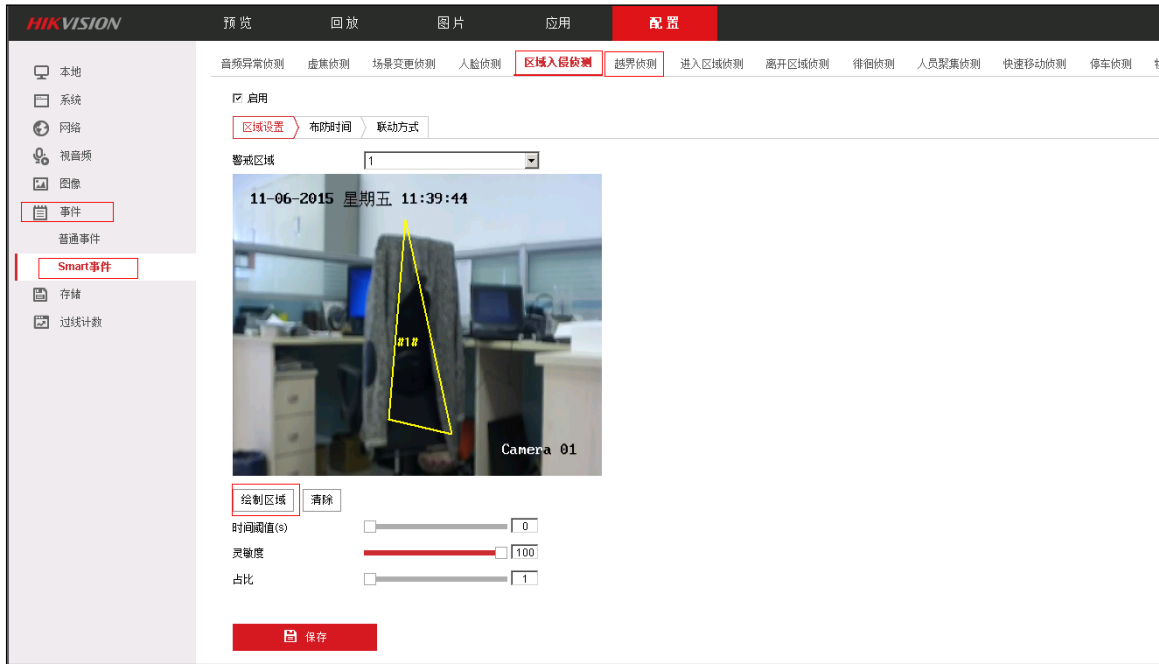 HIKVISION 预览 回放 图片 应用 配置
本地
系统
网络
视音频
图像
事件
普通事件
Smart事件
存储
过线计数
音频异常侦测 虚焦侦测 场景变更侦测 人脸侦测 区域入侵侦测 越界侦测 进入区域侦测 离开区域侦测 徘徊侦测 人员聚集侦测 快速移动侦测 停车侦测
启用
区域设置 布防时间 联动方式
警戒区域 1
11-06-2015 星期五 11:39:44
#1#
Camera 01
绘制区域 清除
时间阈值(s) 0
灵敏度 100
占比 1
保存